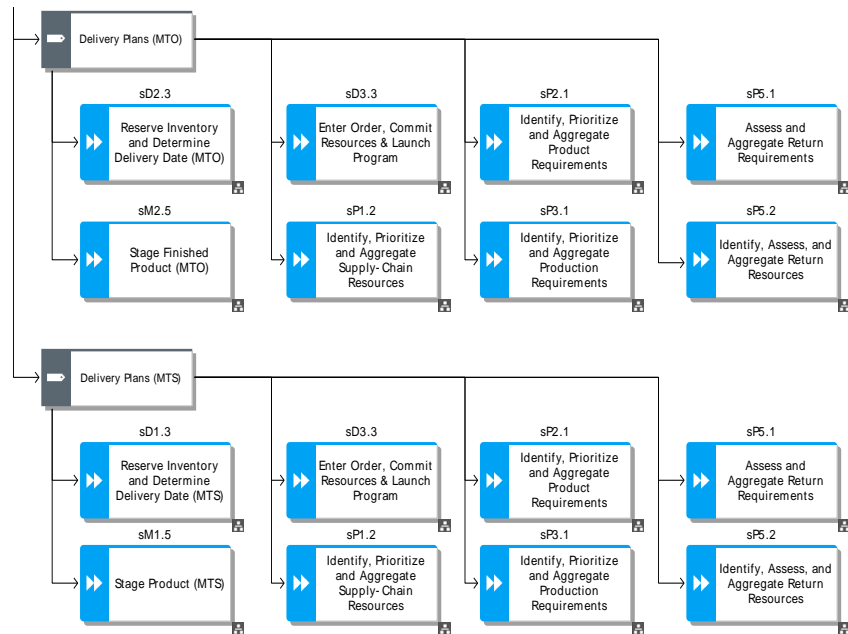 Delivery Plans (MTO)
sD2.3
sD3.3
sP2.1
sP5.1
Reserve Inventory
and Determine
Delivery Date (MTO)
Enter Order, Commit
Resources & Launch
Program
Identify, Prioritize
and Aggregate
Product
Requirements
Assess and
Aggregate Return
Requirements
sM2.5
sP1.2
sP3.1
sP5.2
Stage Finished
Product (MTO)
Identify, Prioritize
and Aggregate
Supply- Chain
Resources
Identify, Prioritize
and Aggregate
Production
Requirements
Identify, Assess, and
Aggregate Return
Resources
Delivery Plans (MTS)
sD1.3
sD3.3
sP2.1
sP5.1
Reserve Inventory
and Determine
Delivery Date (MTS)
Enter Order, Commit
Resources & Launch
Program
Identify, Prioritize
and Aggregate
Product
Requirements
Assess and
Aggregate Return
Requirements
sM1.5
sP1.2
sP3.1
sP5.2
Stage Product (MTS)
Identify, Prioritize
and Aggregate
Supply- Chain
Resources
Identify, Prioritize
and Aggregate
Production
Requirements
Identify, Assess, and
Aggregate Return
Resources